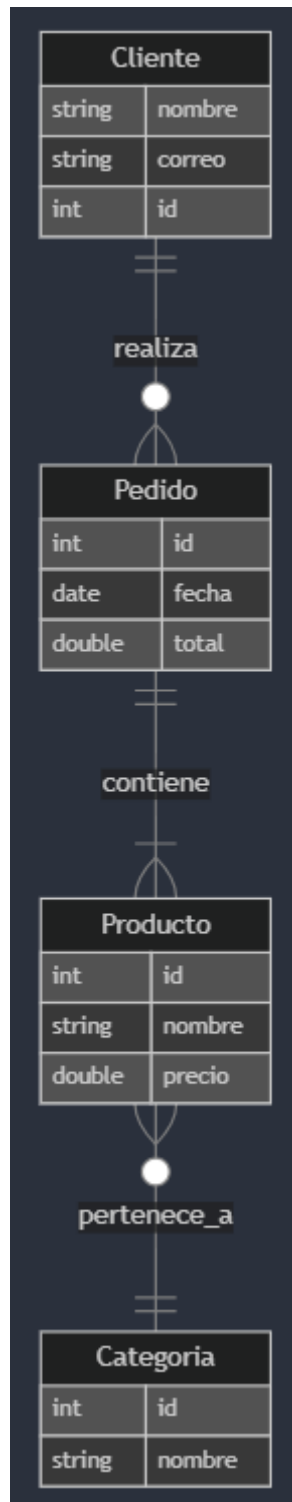 Cliente
string nombre
string correo
int id
realiza
Pedido
int id
date fecha
double total
contiene
Producto
int id
string nombre
double precio
pertenece_a
Categoria
int id
string nombre